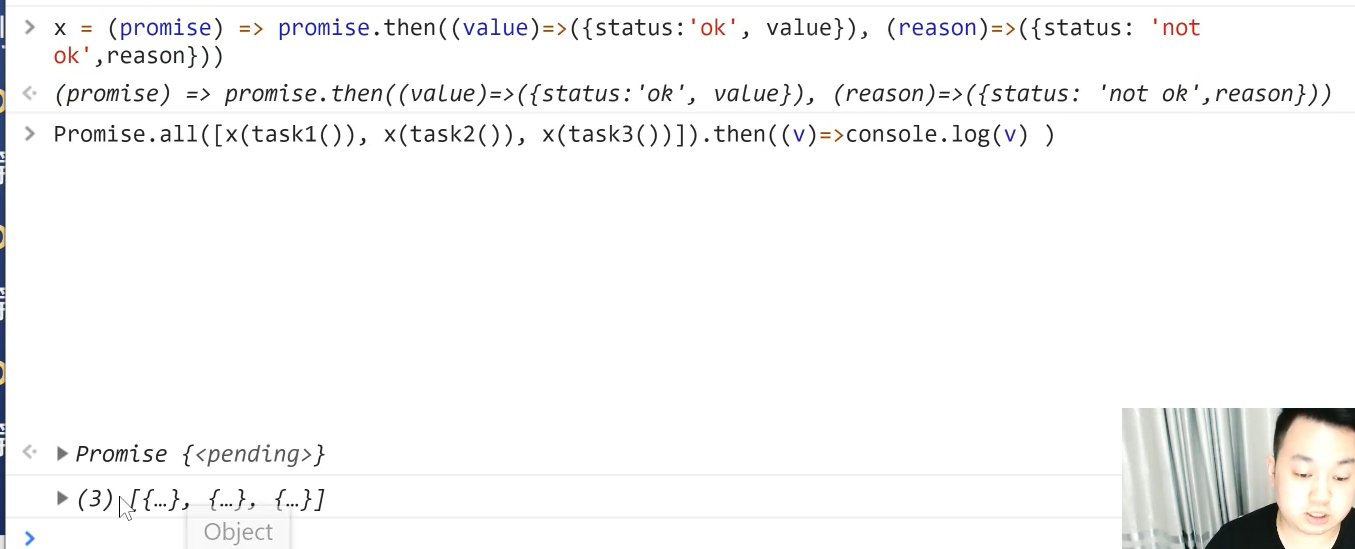 x = (promise) => promise.then((value)=>({status:'ok', value}), (reason)=>({status: 'not
ok',reason}))
(promise) => promise.then((value)=>({status:'ok', value}), (reason)=>({status: 'not ok',reason}))
Promise.all([x(task1()), x(task2()), x(task3())]).then((v)=>console.log(v) )
Promise {<pending>}
(3) [{…}, {…}, {…}]
Object